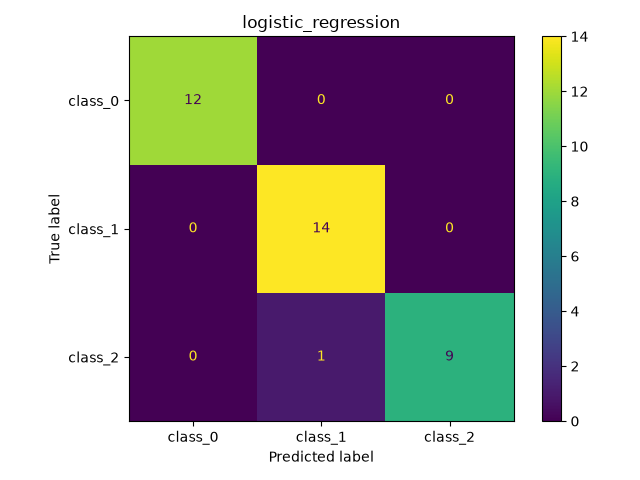 logistic_regression
True label
class_0
12 0 0
class_1
0 14 0
class_2
0 1 9
class_0 class_1 class_2
Predicted label
14
12
10
8
6
4
2
0